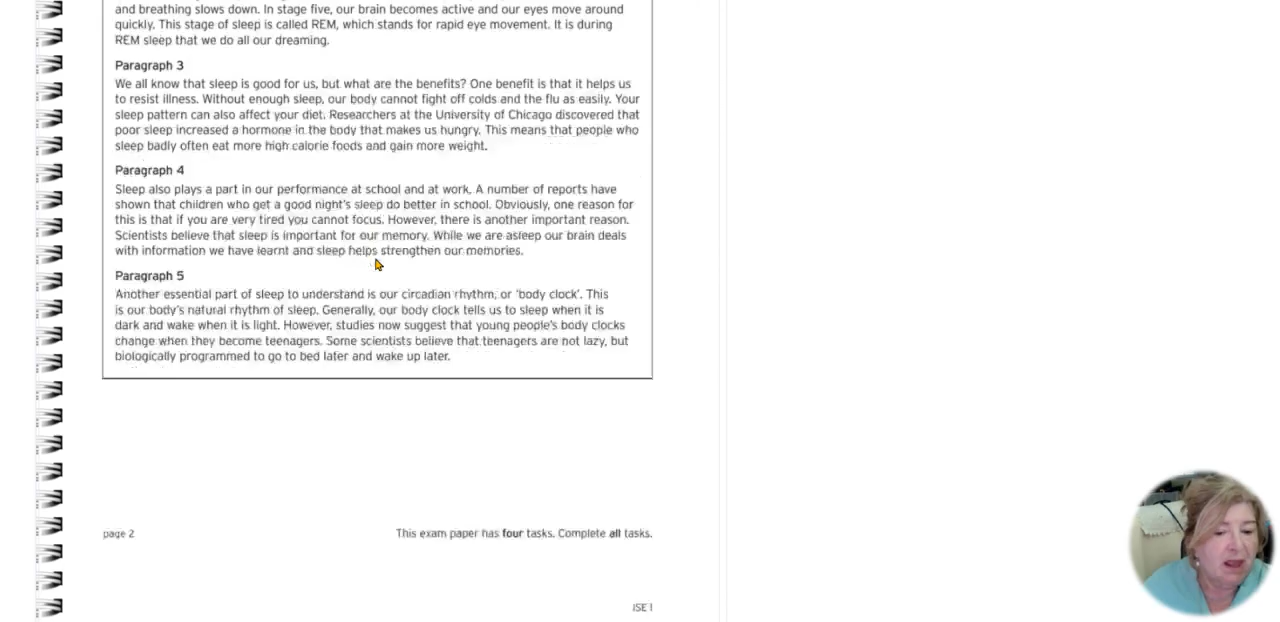 and breathing slows down. In stage five, our brain becomes active and our eyes move around
quickly. This stage of sleep is called REM, which stands for rapid eye movement. It is during
REM sleep that we do all our dreaming.
Paragraph 3
We all know that sleep is good for us, but what are the benefits? One benefit is that it helps us
to resist illness. Without enough sleep, our body cannot fight off colds and the flu as easily. Your
sleep pattern can also affect your diet. Researchers at the University of Chicago discovered that
poor sleep increased a hormone in the body that makes us hungry. This means that people who
sleep badly often eat more high calorie foods and gain more weight.
Paragraph 4
Sleep also plays a part in our performance at school and at work. A number of reports have
shown that children who get a good night's sleep do better in school. Obviously, one reason for
this is that if you are very tired you cannot focus. However, there is another important reason.
Scientists believe that sleep is important for our memory. While we are asleep our brain deals
with information we have learnt and sleep helps strengthen our memories.
Paragraph 5
Another essential part of sleep to understand is our circadian rhythm, or 'body clock'. This
is our body's natural rhythm of sleep. Generally, our body clock tells us to sleep when it is
dark and wake when it is light. However, studies now suggest that young people's body clocks
change when they become teenagers. Some scientists believe that teenagers are not lazy, but
biologically programmed to go to bed later and wake up later.
page 2
This exam paper has four tasks. Complete all tasks.
ISE I